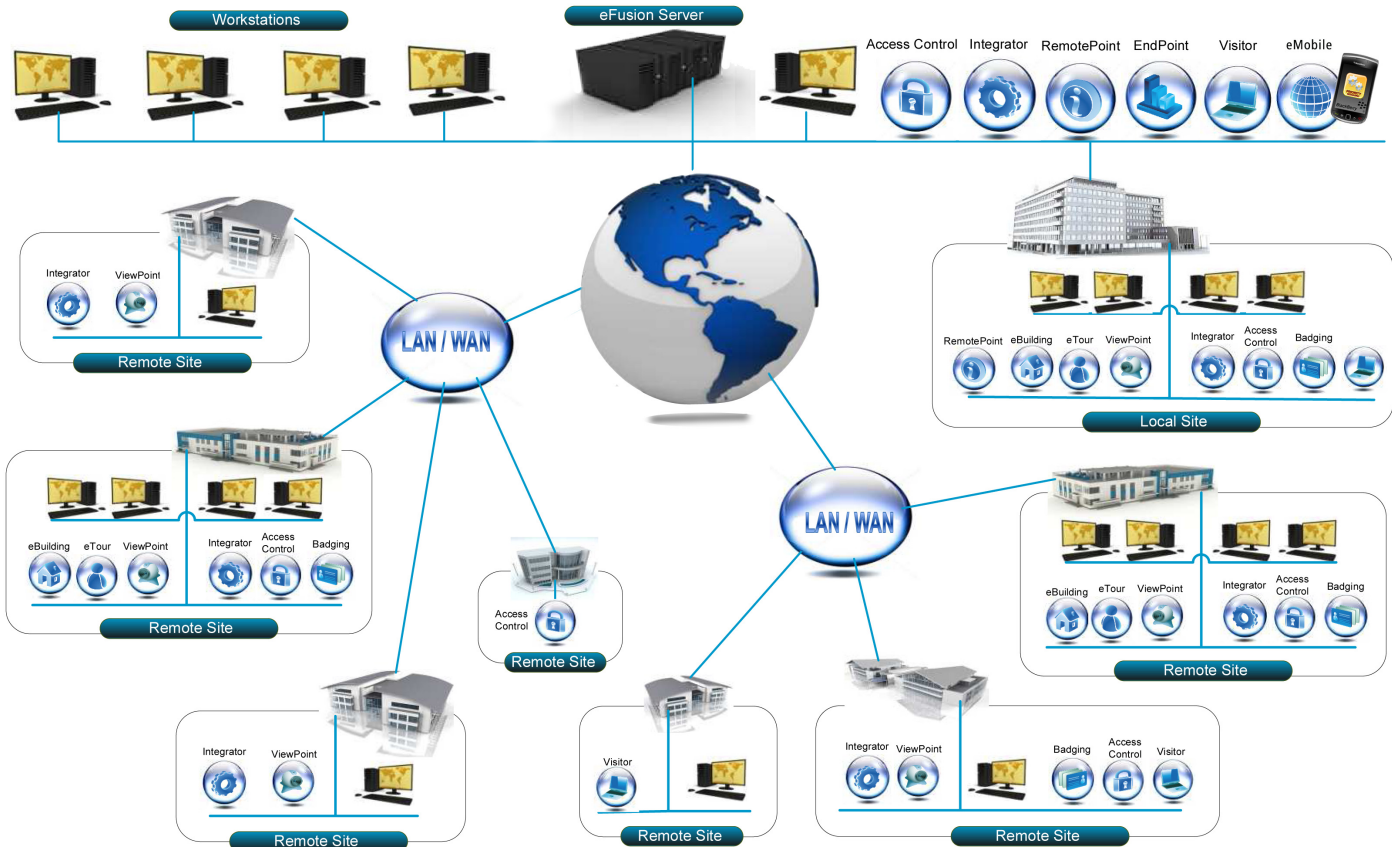 Workstations
eFusion Server
Access Control
Integrator
RemotePoint
EndPoint
Visitor
eMobile
BlackBerry
Integrator
ViewPoint
Remote Site
LAN / WAN
RemotePoint
eBuilding
eTour
ViewPoint
Integrator
Access
Control
Badging
Local Site
eBuilding
eTour
ViewPoint
Integrator
Access
Control
Badging
Remote Site
LAN / WAN
Access
Control
Remote Site
eBuilding
eTour
ViewPoint
Integrator
Access
Control
Badging
Remote Site
Integrator
ViewPoint
Remote Site
Visitor
Remote Site
Integrator
ViewPoint
Badging
Access
Control
Visitor
Remote Site